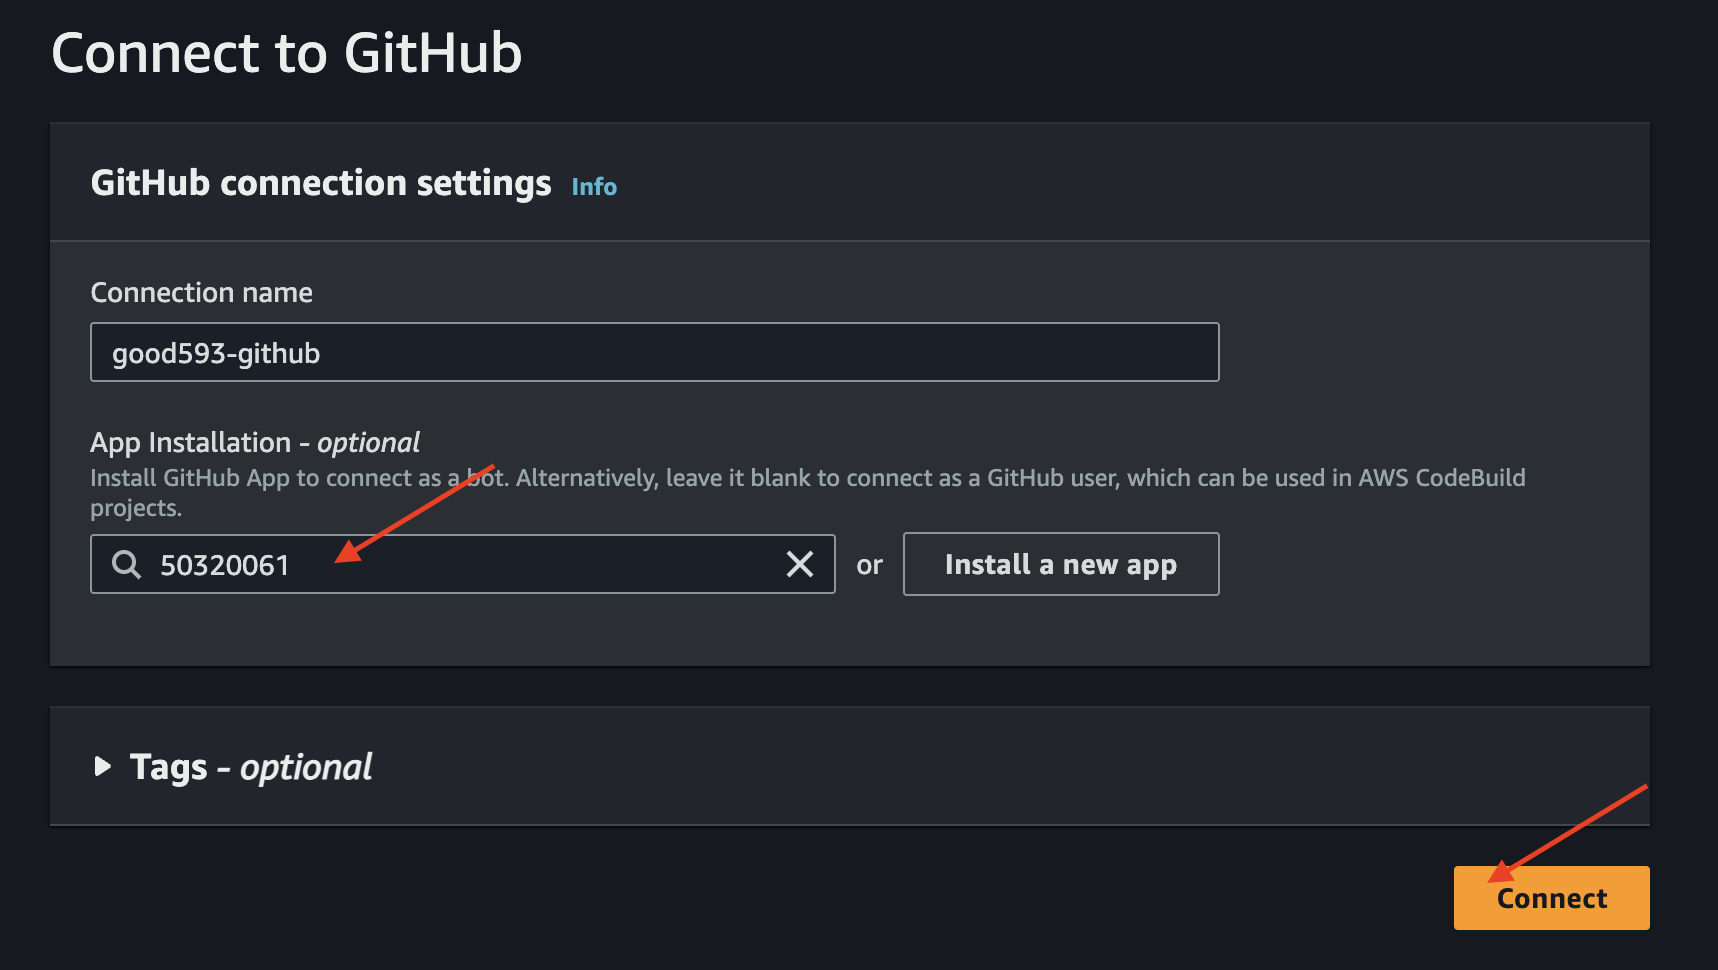 Connect to GitHub
GitHub connection settings Info
Connection name
good593-github
App Installation - optional
Install GitHub App to connect as a bot. Alternatively, leave it blank to connect as a GitHub user, which can be used in AWS CodeBuild
projects.
50320061 or Install a new app
Tags - optional
Connect